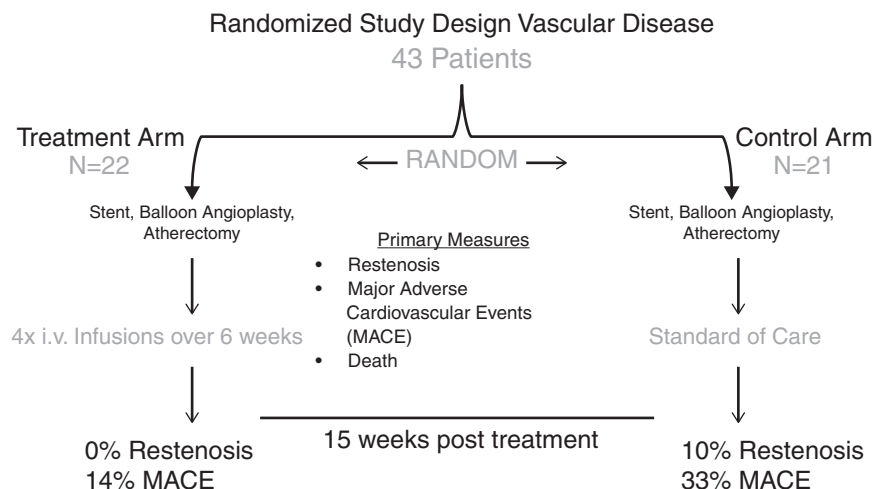 Randomized Study Design Vascular Disease
43 Patients
Treatment Arm
N=22
RANDOM
Control Arm
N=21
Stent, Balloon Angioplasty,
Atherectomy
Stent, Balloon Angioplasty,
Atherectomy
Primary Measures
• Restenosis
• Major Adverse
Cardiovascular Events
(MACE)
• Death
4x i.v. Infusions over 6 weeks
Standard of Care
15 weeks post treatment
0% Restenosis
14% MACE
10% Restenosis
33% MACE